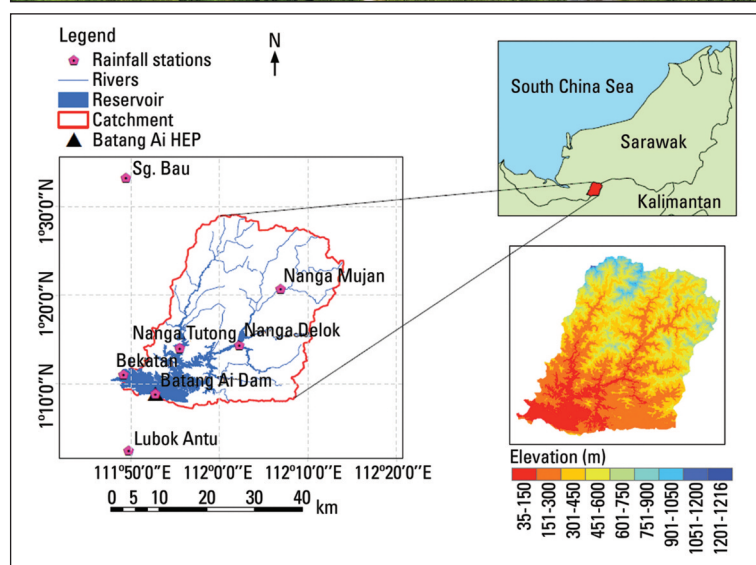 Legend
Rainfall stations
Rivers
Reservoir
Catchment
Batang Ai HEP
N
Sg. Bau
1°30'0"N
1°20'0"N
1°10'0"N
Nanga Mujan
Nanga Tutong
Nanga Delok
Bekatan
Batang Ai Dam
Lubok Antu
111°50'0"E
112°0'0"E
112°10'0"E
112°20'0"E
0 5 10 20 30 40
km
South China Sea
Sarawak
Kalimantan
Elevation (m)
35-150
151-300
301-450
451-600
601-750
751-900
901-1050
1051-1200
1201-1216